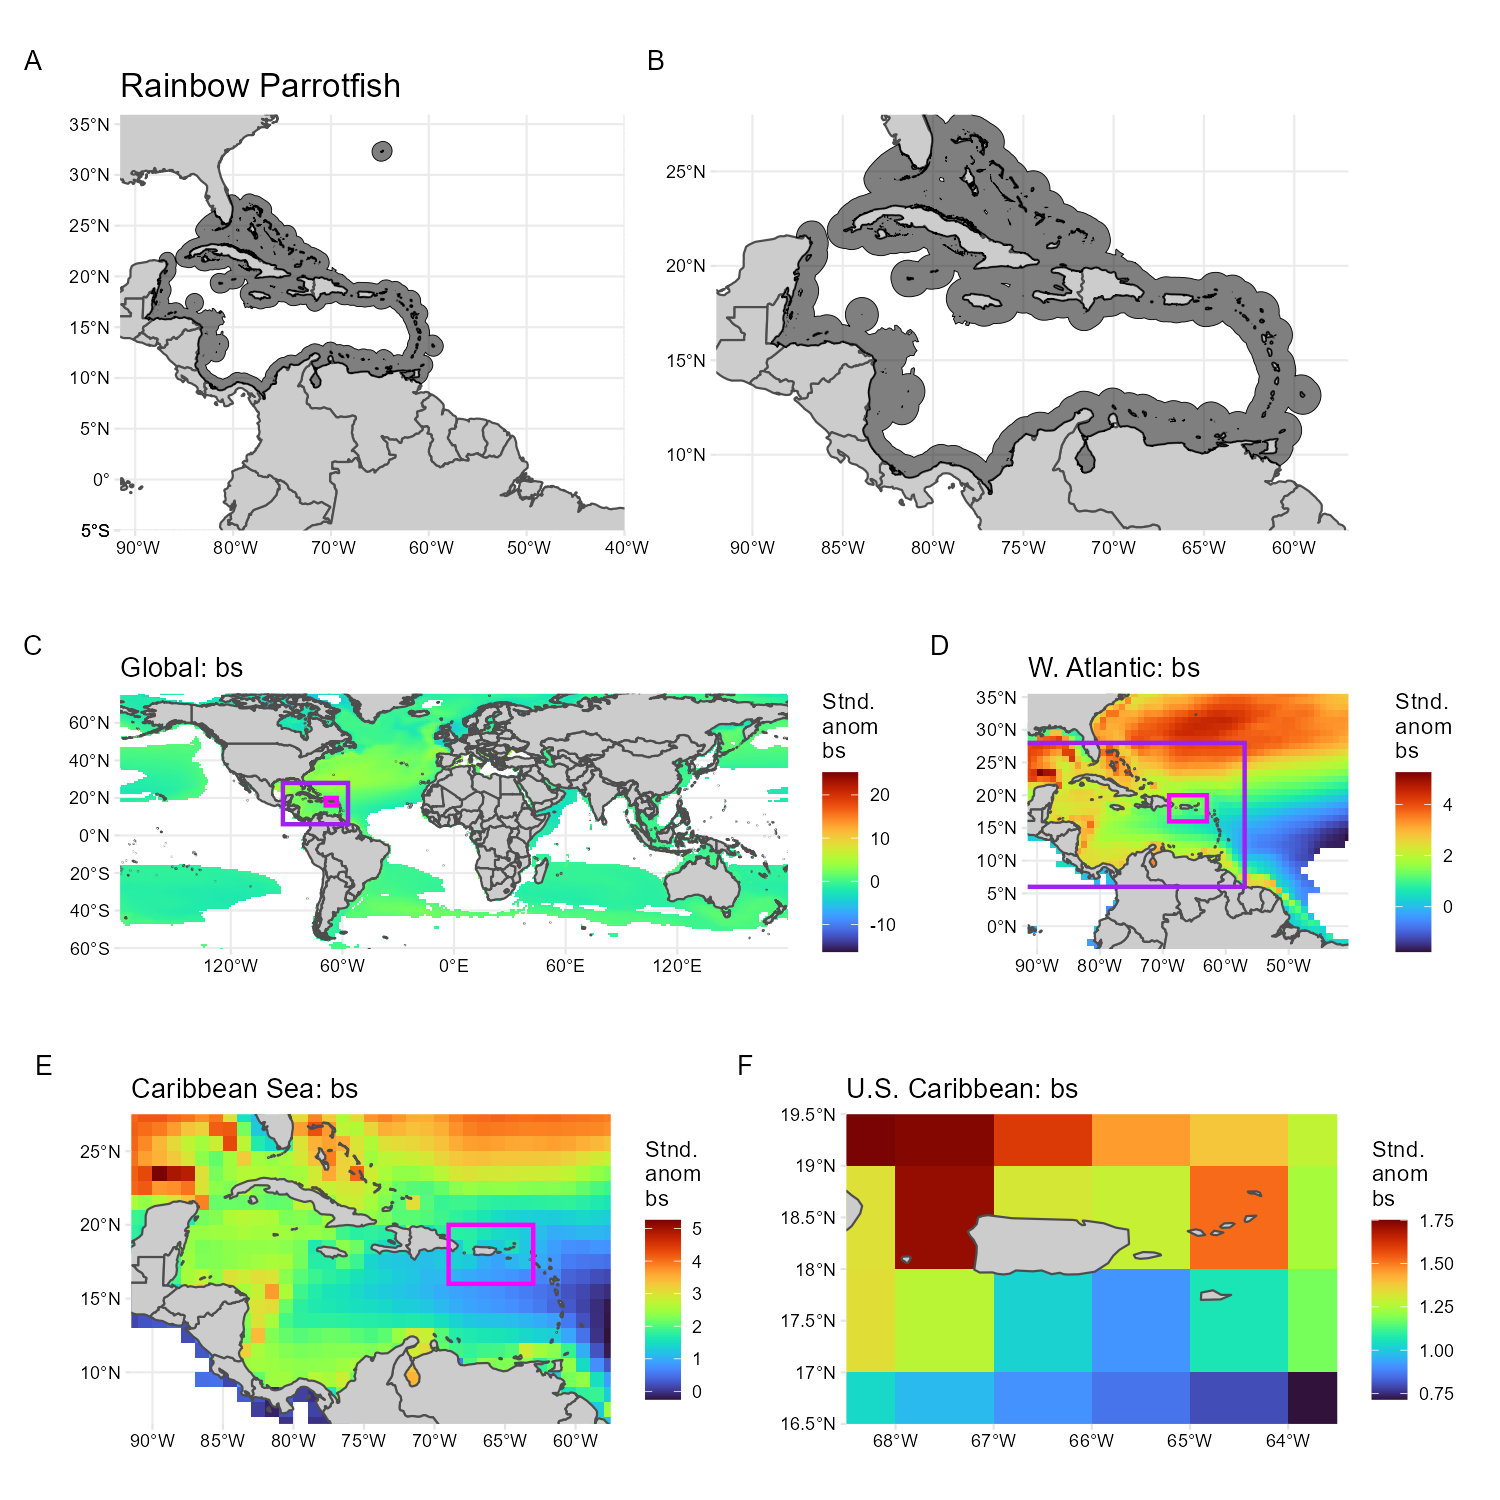 A
B
Rainbow Parrotfish
35°N
30°N
25°N
20°N
15°N
10°N
5°N
0°
5°S
90°W 80°W 70°W 60°W 50°W 40°W
25°N
20°N
15°N
10°N
90°W 85°W 80°W 75°W 70°W 65°W 60°W
C
Global: bs
60°N
40°N
20°N
0°N
20°S
40°S
60°S
120°W 60°W 0°E 60°E 120°E
Stnd.
anom
bs
20
10
0
-10
D
W. Atlantic: bs
35°N
30°N
25°N
20°N
15°N
10°N
5°N
0°N
90°W 80°W 70°W 60°W 50°W
Stnd.
anom
bs
4
2
0
E
Caribbean Sea: bs
25°N
20°N
15°N
10°N
90°W 85°W 80°W 75°W 70°W 65°W 60°W
Stnd.
anom
bs
5
4
3
2
1
0
F
U.S. Caribbean: bs
19.5°N
19°N
18.5°N
18°N
17.5°N
17°N
16.5°N
68°W 67°W 66°W 65°W 64°W
Stnd.
anom
bs
1.75
1.50
1.25
1.00
0.75